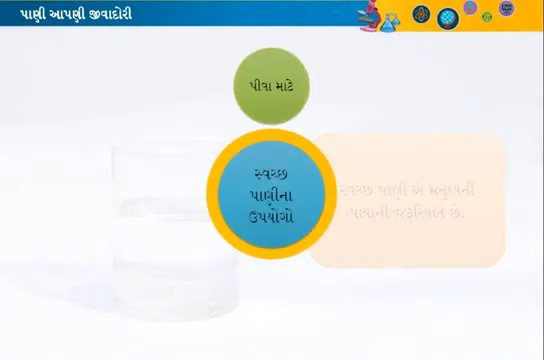 પાણી આપણી જીવાદોરી
પીવા માટે
સ્વચ્છ
પાણીના
ઉપયોગો
સ્વચ્છ પાણી એ મનુષ્યની
પાયાની જરૂરિયાત છે.